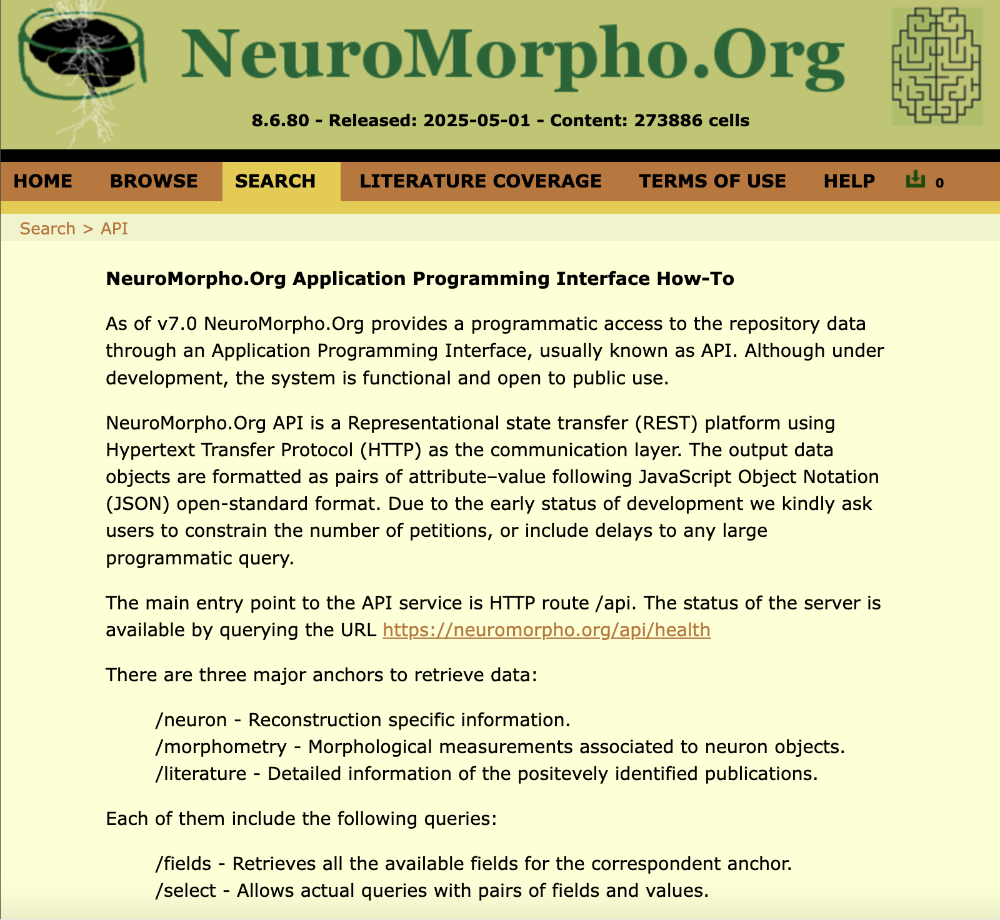 NeuroMorpho.Org
8.6.80 - Released: 2025-05-01 - Content: 273886 cells
HOME BROWSE SEARCH LITERATURE COVERAGE TERMS OF USE HELP 0
Search > API
NeuroMorpho.Org Application Programming Interface How-To
As of v7.0 NeuroMorpho.Org provides a programmatic access to the repository data
through an Application Programming Interface, usually known as API. Although under
development, the system is functional and open to public use.
NeuroMorpho.Org API is a Representational state transfer (REST) platform using
Hypertext Transfer Protocol (HTTP) as the communication layer. The output data
objects are formatted as pairs of attribute–value following JavaScript Object Notation
(JSON) open-standard format. Due to the early status of development we kindly ask
users to constrain the number of petitions, or include delays to any large
programmatic query.
The main entry point to the API service is HTTP route /api. The status of the server is
available by querying the URL https://neuromorpho.org/api/health
There are three major anchors to retrieve data:
/neuron - Reconstruction specific information.
/morphometry - Morphological measurements associated to neuron objects.
/literature - Detailed information of the positevely identified publications.
Each of them include the following queries:
/fields - Retrieves all the available fields for the correspondent anchor.
/select - Allows actual queries with pairs of fields and values.